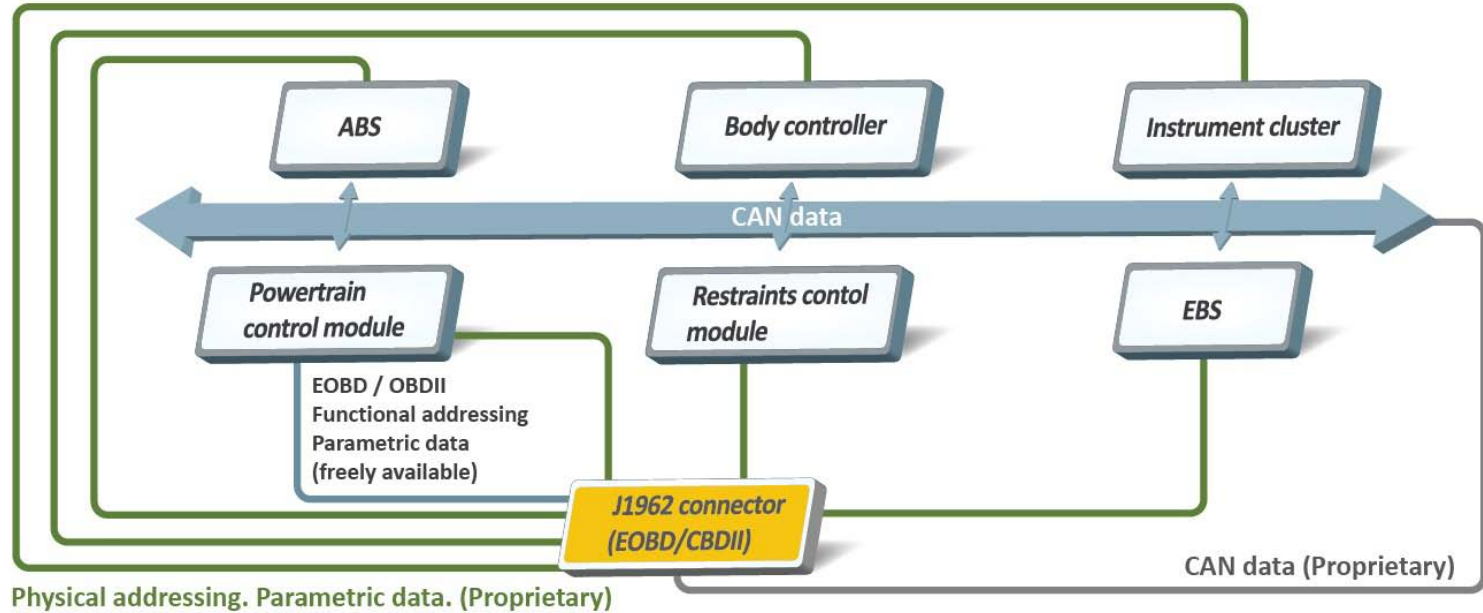 ABS
Body controller
Instrument cluster
CAN data
Powertrain
control module
Restraints contol
module
EBS
EOBD / OBDII
Functional addressing
Parametric data
(freely available)
J1962 connector
(EOBD/CBDII)
CAN data (Proprietary)
Physical addressing. Parametric data. (Proprietary)